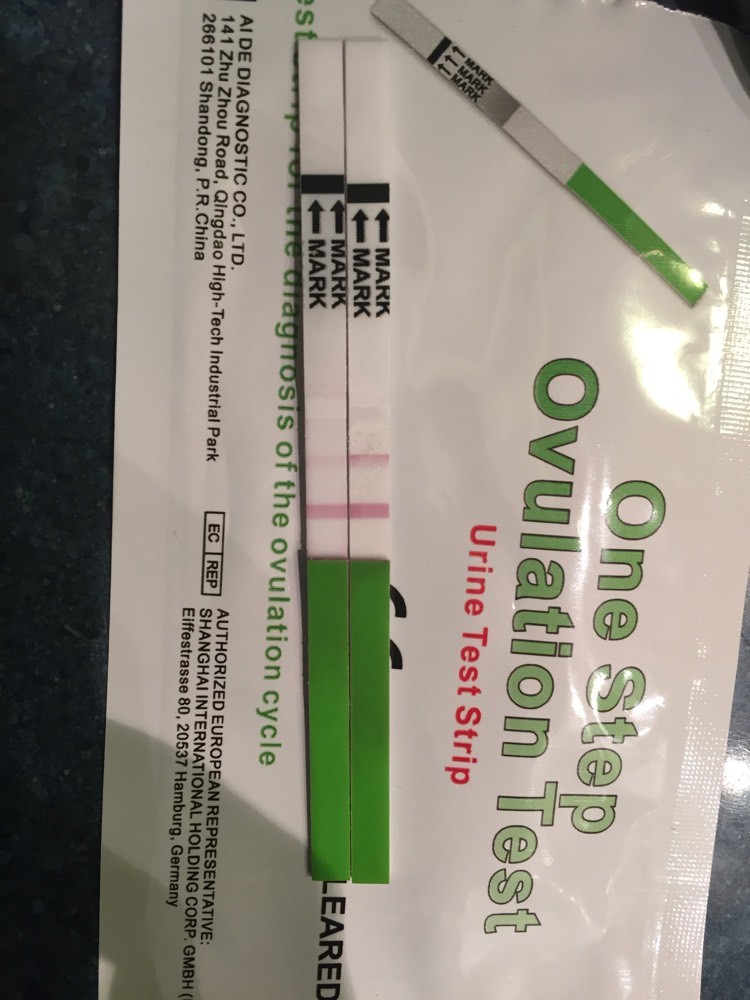 One Step
Ovulation Test
Urine Test Strip
MARK
MARK
MARK
MARK
MARK
MARK
MARK
for the diagnosis of the ovulation cycle
LEARED
AI DE DIAGNOSTIC CO., LTD.
141 Zhu Zhou Road, Qingdao High-Tech Industrial Park
266101 Shandong, P.R.China
EC REP
AUTHORIZED EUROPEAN REPRESENTATIVE:
SHANGHAI INTERNATIONAL HOLDING CORP. GMBH (
Eiffestrasse 80, 20537 Hamburg, Germany